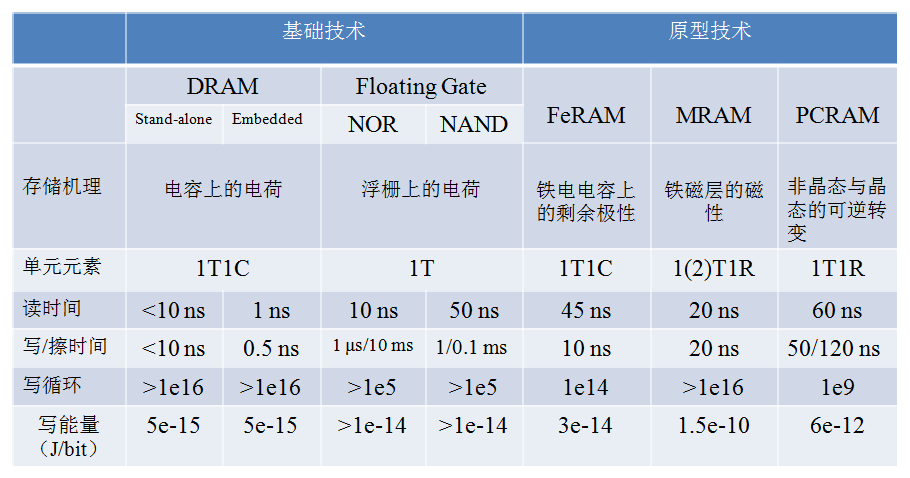 基础技术 原型技术
DRAM Floating Gate FeRAM MRAM PCRAM
Stand-alone Embedded NOR NAND
存储机理 电容上的电荷 浮栅上的电荷 铁电电容上的剩余极性 铁磁层的磁性 非晶态与晶态的可逆转变
单元元素 1T1C 1T 1T1C 1(2)T1R 1T1R
读时间 <10 ns 1 ns 10 ns 50 ns 45 ns 20 ns 60 ns
写/擦时间 <10 ns 0.5 ns 1 μs/10 ms 1/0.1 ms 10 ns 20 ns 50/120 ns
写循环 >1e16 >1e16 >1e5 >1e5 1e14 >1e16 1e9
写能量（J/bit） 5e-15 5e-15 >1e-14 >1e-14 3e-14 1.5e-10 6e-12